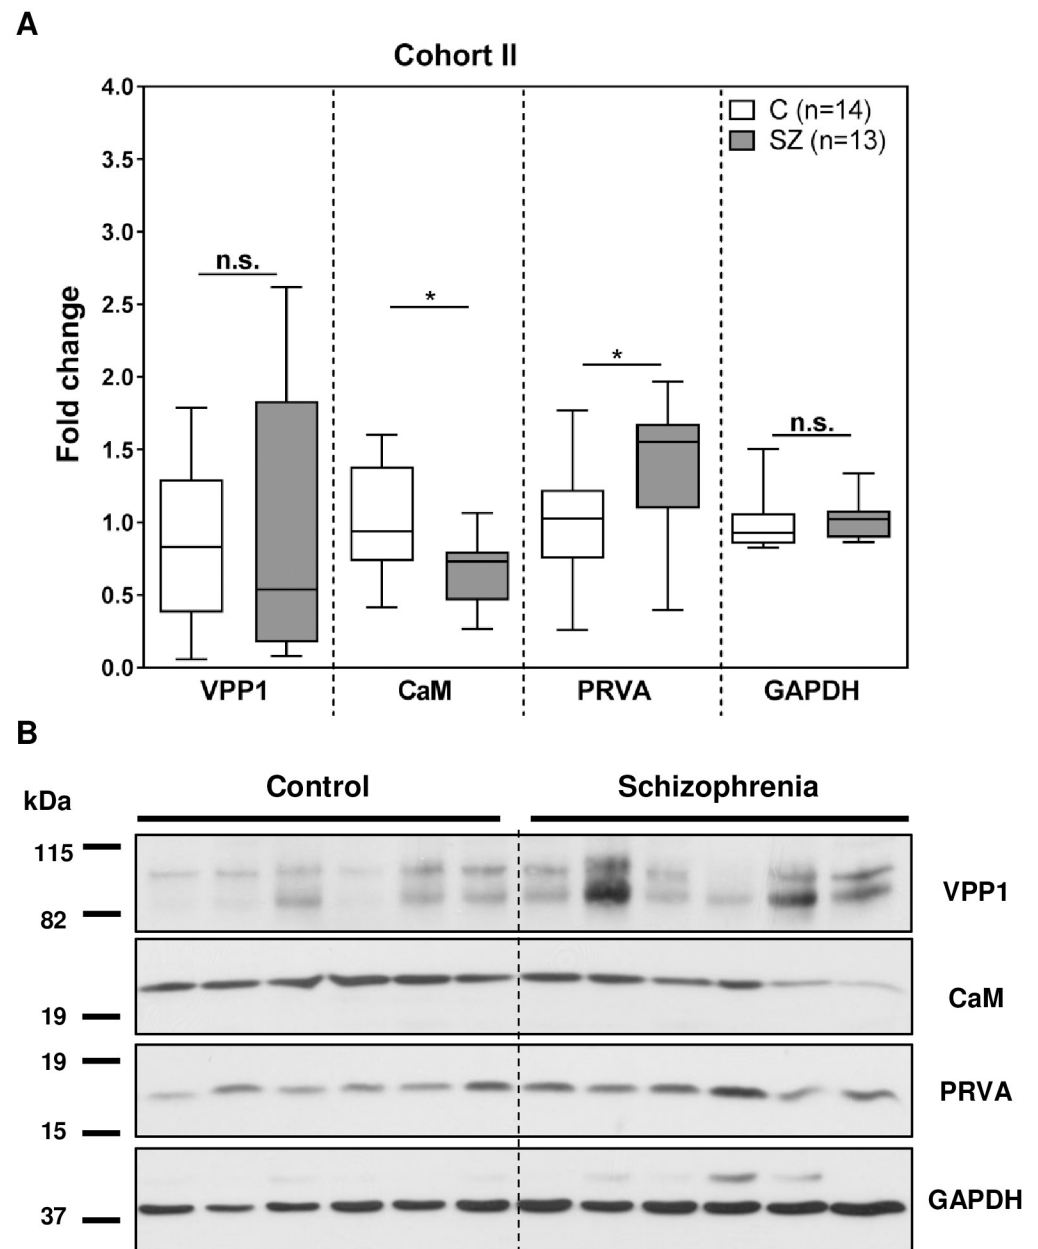 A
Cohort II
4.0
3.5
3.0
2.5
2.0
1.5
1.0
0.5
0.0
Fold change
C (n=14)
SZ (n=13)
n.s.
*
*
n.s.
VPP1 CaM PRVA GAPDH
B
kDa Control Schizophrenia
115
82
VPP1
19
CaM
19
15
PRVA
37
GAPDH